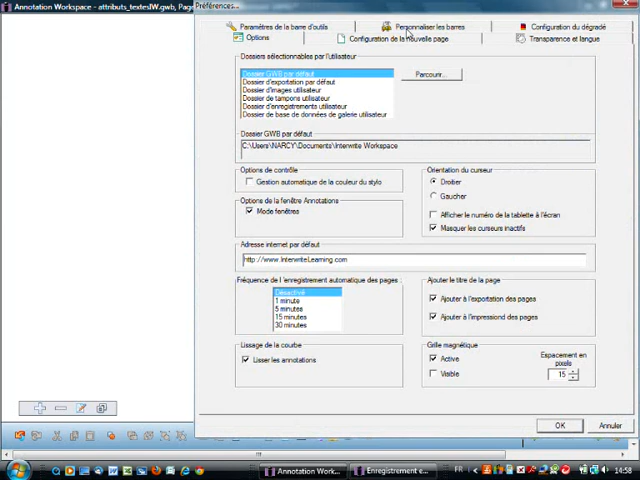 Annotation Workspace - attributs_textesIW.gwb, Pag
Préférences...
Paramètres de la barre d'outils
Personnaliser les barres
Configuration du dégradé
Options
Configuration de la nouvelle page
Transparence et langue
Dossiers sélectionnables par l'utilisateur
Dossier GWB par défaut
Dossier d'exportation par défaut
Dossier d'images utilisateur
Dossier de tampons utilisateur
Dossier d'enregistrements utilisateur
Dossier de base de données de galerie utilisateur
Parcourir...
Dossier GWB par défaut
C:\Users\NARCY\Documents\Interwrite Workspace
Options de contrôle
Gestion automatique de la couleur du stylo
Orientation du curseur
Droitier
Gaucher
Afficher le numéro de la tablette à l'écran
Masquer les curseurs inactifs
Options de la fenêtre Annotations
Mode fenêtres
Adresse internet par défaut
http://www.InterwriteLearning.com
Fréquence de l'enregistrement automatique des pages :
Désactivé
1 minute
5 minutes
15 minutes
30 minutes
Ajouter le titre de la page
Ajouter à l'exportation des pages
Ajouter à l'impressiond des pages
Lissage de la courbe
Lisser les annotations
Grille magnétique
Active
Visible
Espacement en
pixels
15
OK
Annuler
Annotation Work...
Enregistrement e...
FR
14:58